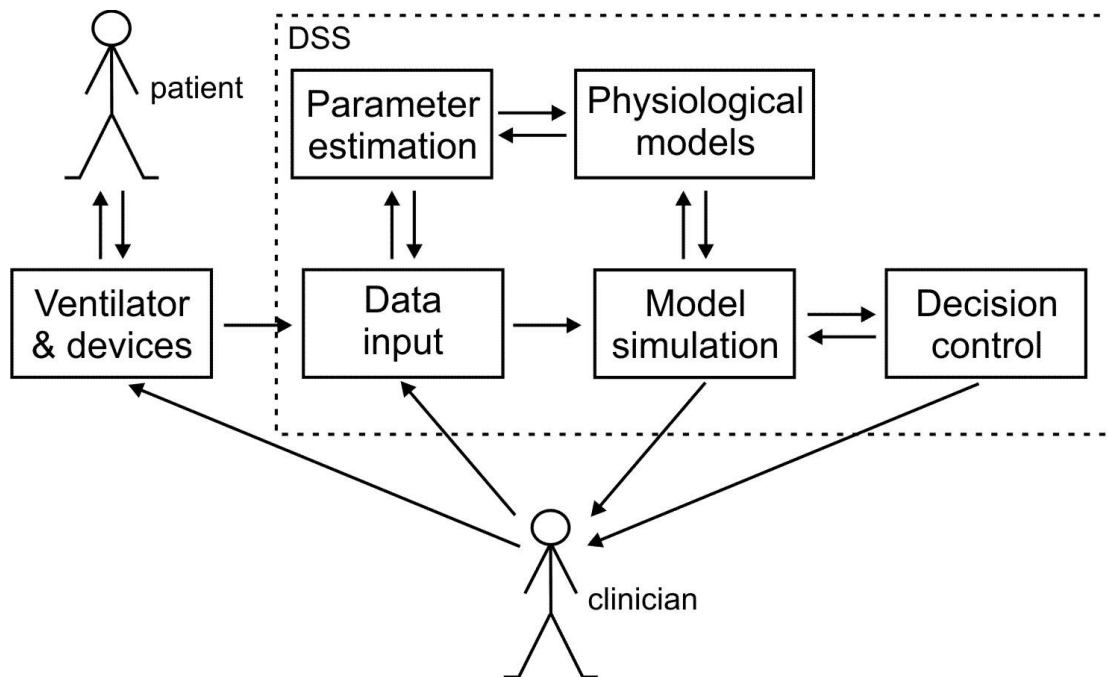 DSS
patient
Parameter
estimation
Physiological
models
Ventilator
& devices
Data
input
Model
simulation
Decision
control
clinician